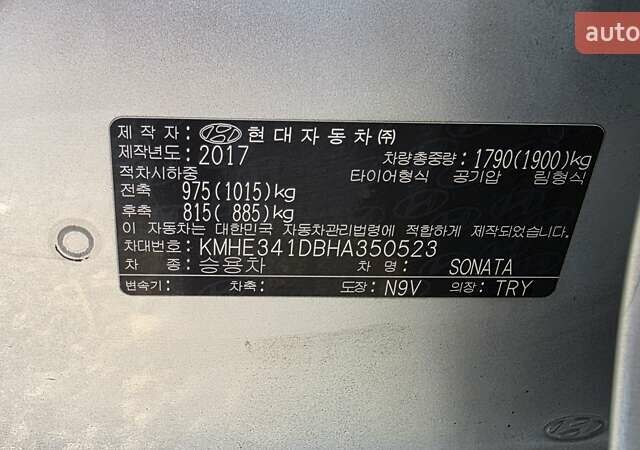 auto
제 작 자 : 현대자동차㈜
제작년도: 2017 차량총중량: 1790(1900)kg
적차시하중 타이어형식 공기압 림형식
전축 975(1015)kg
후축 815( 885)kg
이 자동차는 대한민국 자동차관리법령에 적합하게 제작되었습니다.
차대번호: KMHE341DBHA350523
차 종: 승용차 차 명: SONATA
변속기: 차축: 도장: N9V 의장: TRY